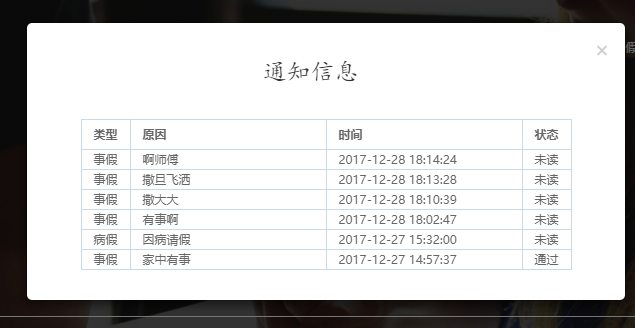 通知信息
×
类型 原因 时间 状态
事假 啊师傅 2017-12-28 18:14:24 未读
事假 撒且飞洒 2017-12-28 18:13:28 未读
事假 撒大大 2017-12-28 18:10:39 未读
事假 有事啊 2017-12-28 18:02:47 未读
病假 因病请假 2017-12-27 15:32:00 未读
事假 家中有事 2017-12-27 14:57:37 通过